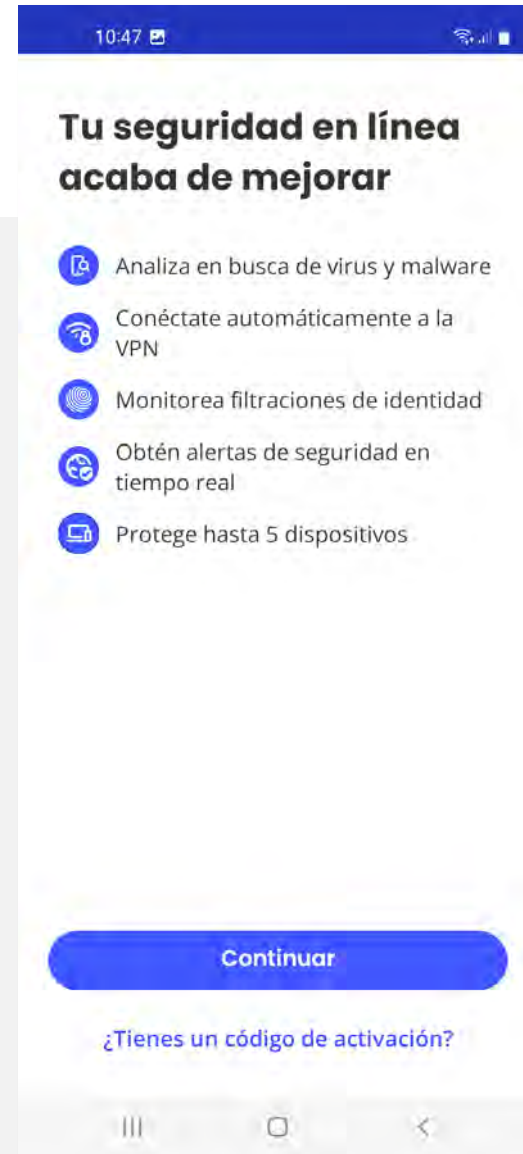 10:47
Tu seguridad en línea
acaba de mejorar
Analiza en busca de virus y malware
Conéctate automáticamente a la
VPN
Monitorea filtraciones de identidad
Obtén alertas de seguridad en
tiempo real
Protege hasta 5 dispositivos
Continuar
¿Tienes un código de activación?